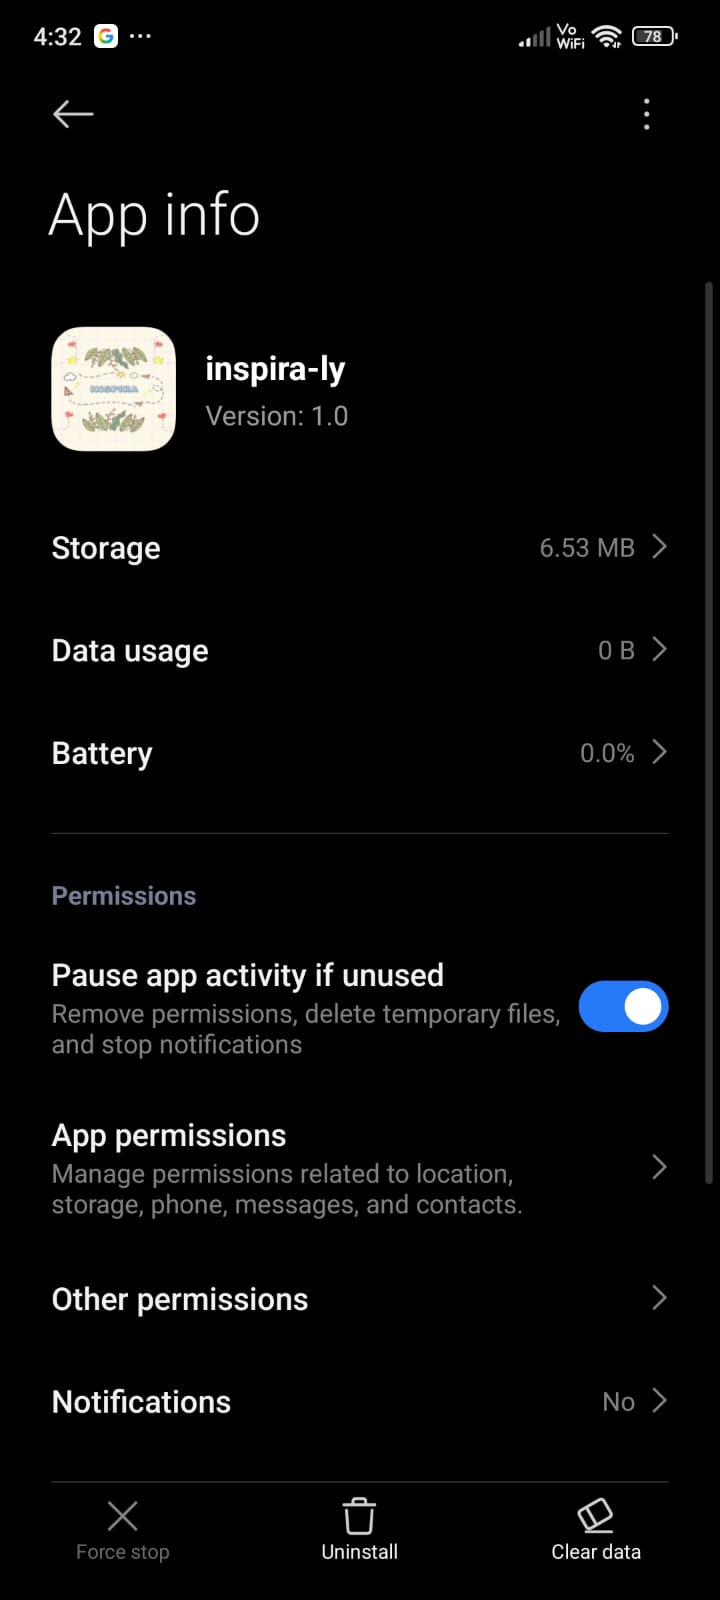 4:32 G ...
Vo
WiFi
78
App info
INSPIRA
inspira-ly
Version: 1.0
Storage 6.53 MB
Data usage 0 B
Battery 0.0%
Permissions
Pause app activity if unused
Remove permissions, delete temporary files,
and stop notifications
App permissions
Manage permissions related to location,
storage, phone, messages, and contacts.
Other permissions
Notifications No
Force stop Uninstall Clear data